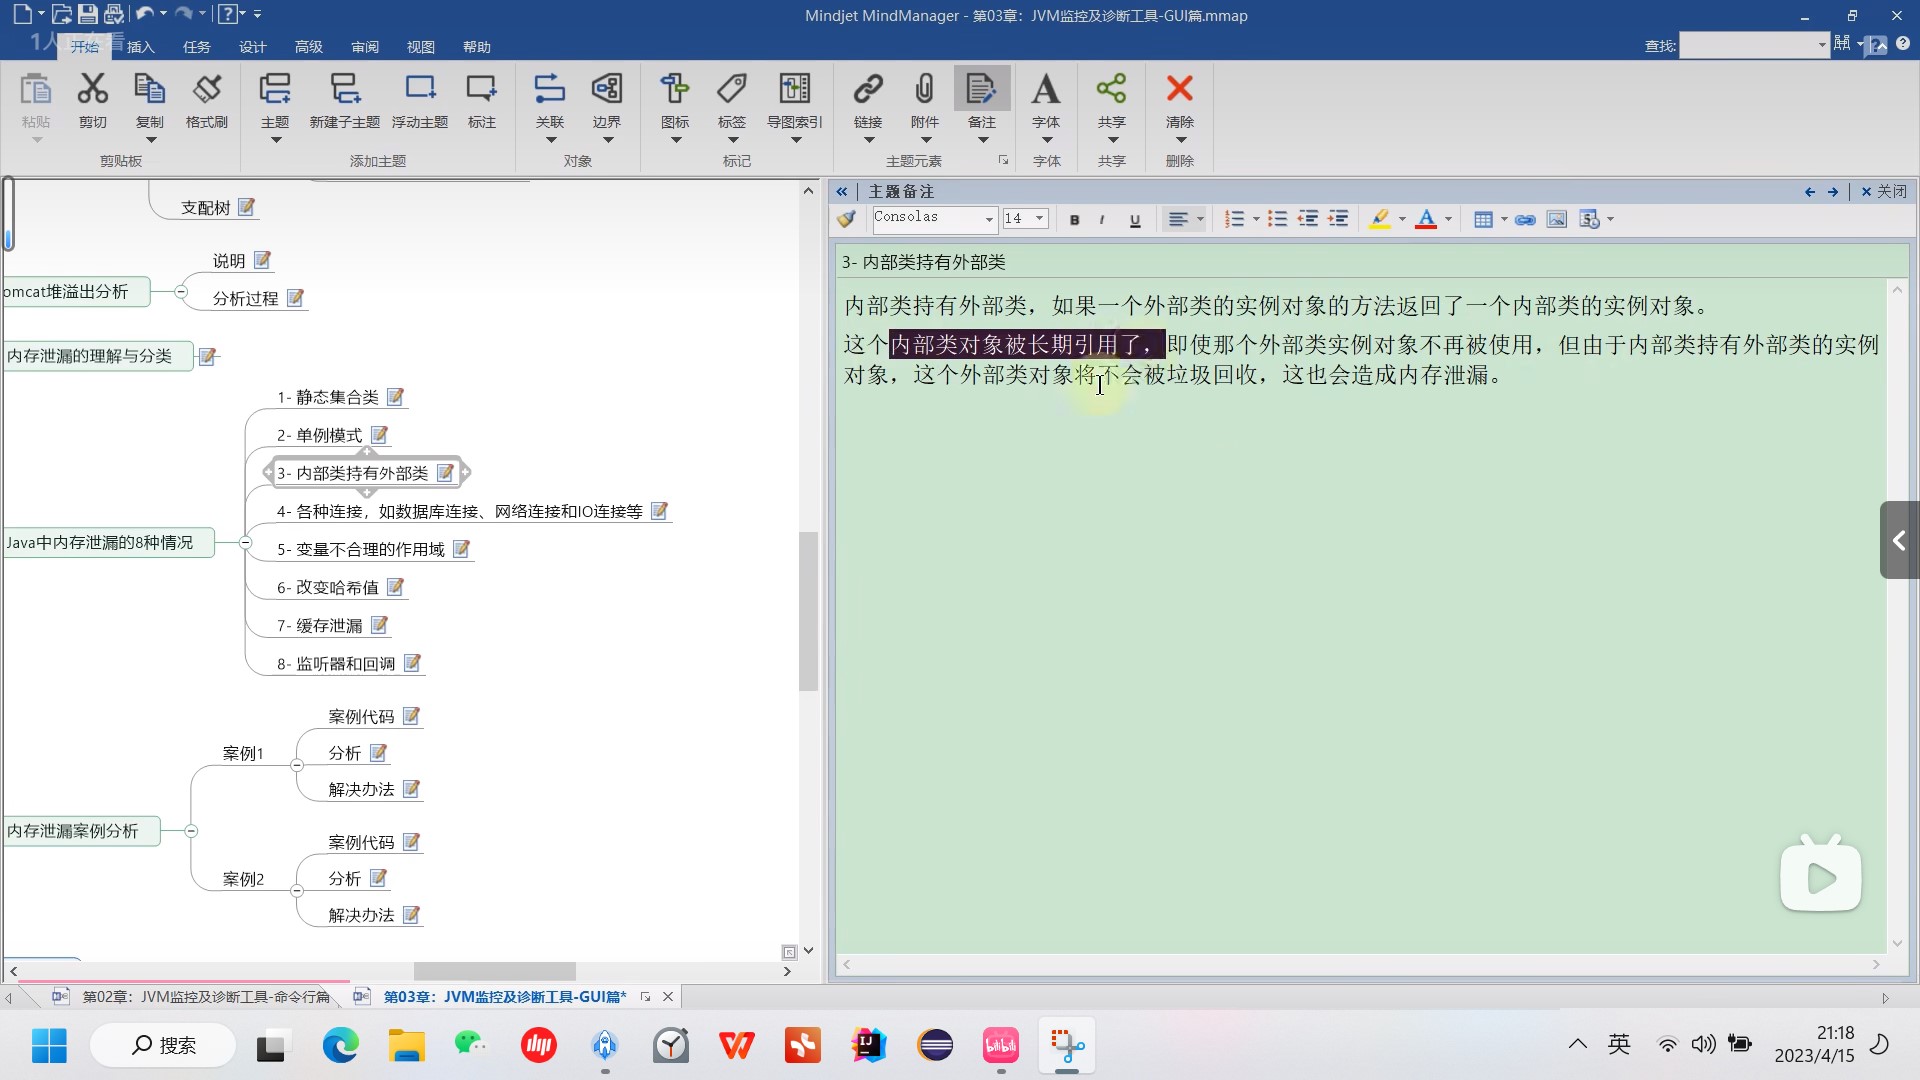 Mindjet MindManager - 第03章：JVM监控及诊断工具-GUI篇.mmap
开始 插入 任务 设计 高级 审阅 视图 帮助
查找:
粘贴 剪切 复制 格式刷 主题 新建子主题 浮动主题 标注 关联 边界 图标 标签 导图索引 链接 附件 备注 字体 共享 清除
剪贴板 添加主题 对象 标记 主题元素 字体 共享 删除
支配树
说明
omcat堆溢出分析
分析过程
内存泄漏的理解与分类
1- 静态集合类
2- 单例模式
3- 内部类持有外部类
4- 各种连接，如数据库连接、网络连接和IO连接等
Java中内存泄漏的8种情况
5- 变量不合理的作用域
6- 改变哈希值
7- 缓存泄漏
8- 监听器和回调
案例代码
案例1
分析
解决办法
内存泄漏案例分析
案例代码
案例2
分析
解决办法
主题备注
关闭
Consolas 14
3- 内部类持有外部类
内部类持有外部类，如果一个外部类的实例对象的方法返回了一个内部类的实例对象。
这个内部类对象被长期引用了，即使那个外部类实例对象不再被使用，但由于内部类持有外部类的实例
对象，这个外部类对象将不会被垃圾回收，这也会造成内存泄漏。
第02章：JVM监控及诊断工具-命令行篇
第03章：JVM监控及诊断工具-GUI篇*
搜索
英
21:18
2023/4/15